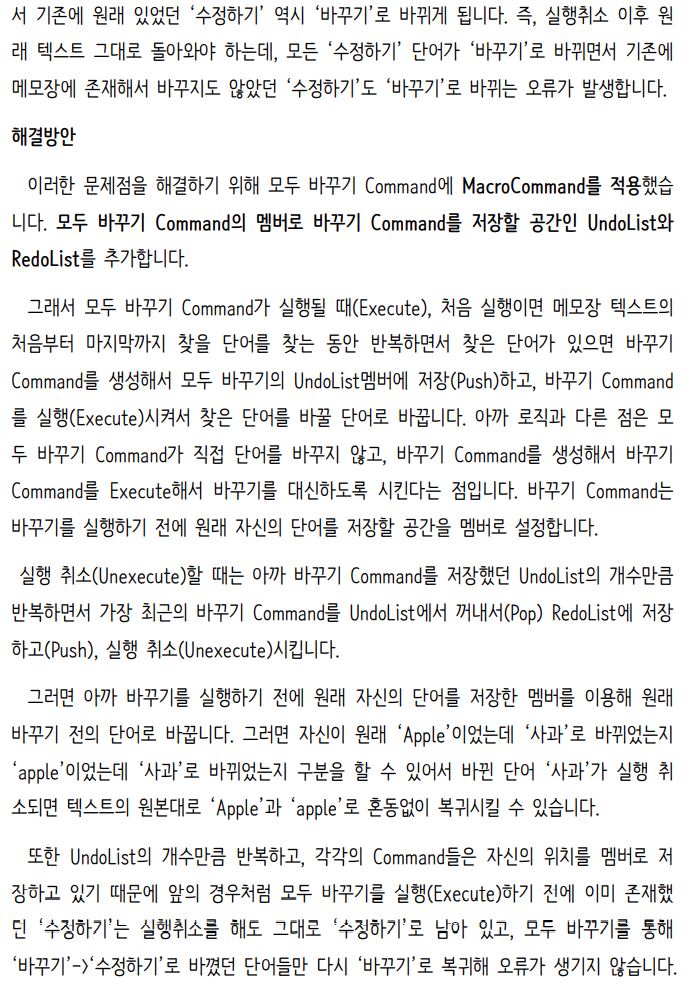 서 기존에 원래 있었던 ‘수정하기’ 역시 ‘바꾸기’로 바뀌게 됩니다. 즉, 실행취소 이후 원
래 텍스트 그대로 돌아와야 하는데, 모든 ‘수정하기’ 단어가 ‘바꾸기’로 바뀌면서 기존에
메모장에 존재해서 바꾸지도 않았던 ‘수정하기’도 ‘바꾸기’로 바뀌는 오류가 발생합니다.
해결방안
이러한 문제점을 해결하기 위해 모두 바꾸기 Command에 MacroCommand를 적용했습
니다. 모두 바꾸기 Command의 멤버로 바꾸기 Command를 저장할 공간인 UndoList와
RedoList를 추가합니다.
그래서 모두 바꾸기 Command가 실행될 때(Execute), 처음 실행이면 메모장 텍스트의
처음부터 마지막까지 찾을 단어를 찾는 동안 반복하면서 찾은 단어가 있으면 바꾸기
Command를 생성해서 모두 바꾸기의 UndoList멤버에 저장(Push)하고, 바꾸기 Command
를 실행(Execute)시켜서 찾은 단어를 바꿀 단어로 바꿉니다. 아까 로직과 다른 점은 모
두 바꾸기 Command가 직접 단어를 바꾸지 않고, 바꾸기 Command를 생성해서 바꾸기
Command를 Execute해서 바꾸기를 대신하도록 시킨다는 점입니다. 바꾸기 Command는
바꾸기를 실행하기 전에 원래 자신의 단어를 저장할 공간을 멤버로 설정합니다.
실행 취소(Unexecute)할 때는 아까 바꾸기 Command를 저장했던 UndoList의 개수만큼
반복하면서 가장 최근의 바꾸기 Command를 UndoList에서 꺼내서(Pop) RedoList에 저장
하고(Push), 실행 취소(Unexecute)시킵니다.
그러면 아까 바꾸기를 실행하기 전에 원래 자신의 단어를 저장한 멤버를 이용해 원래
바꾸기 전의 단어로 바꿉니다. 그러면 자신이 원래 ‘Apple’이었는데 ‘사과’로 바뀌었는지
‘apple’이었는데 ‘사과’로 바뀌었는지 구분을 할 수 있어서 바뀐 단어 ‘사과’가 실행 취
소되면 텍스트의 원본대로 ‘Apple’과 ‘apple’로 혼동없이 복귀시킬 수 있습니다.
또한 UndoList의 개수만큼 반복하고, 각각의 Command들은 자신의 위치를 멤버로 저
장하고 있기 때문에 앞의 경우처럼 모두 바꾸기를 실행(Execute)하기 전에 이미 존재했
던 ‘수정하기’는 실행취소를 해도 그대로 ‘수정하기’로 남아 있고, 모두 바꾸기를 통해
‘바꾸기’->‘수정하기’로 바꼈던 단어들만 다시 ‘바꾸기’로 복귀해 오류가 생기지 않습니다.